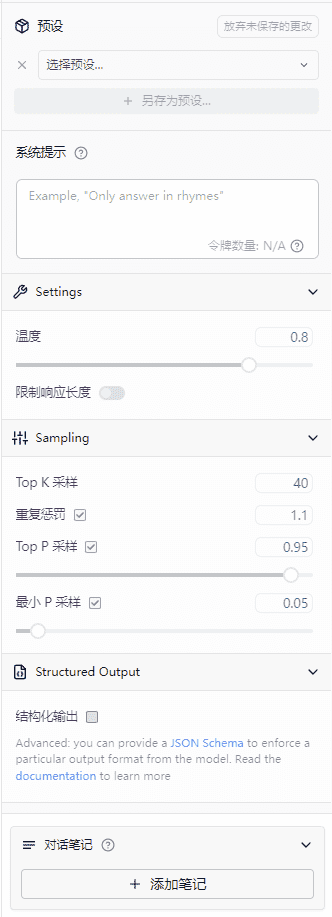 预设
放弃未保存的更改
选择预设...
+ 另存为预设...
系统提示
Example, "Only answer in rhymes"
令牌数量: N/A
Settings
温度
0.8
限制响应长度
Sampling
Top K 采样
40
重复惩罚
1.1
Top P 采样
0.95
最小 P 采样
0.05
Structured Output
结构化输出
Advanced: you can provide a JSON Schema to enforce a
particular output format from the model. Read the
documentation to learn more
对话笔记
+ 添加笔记